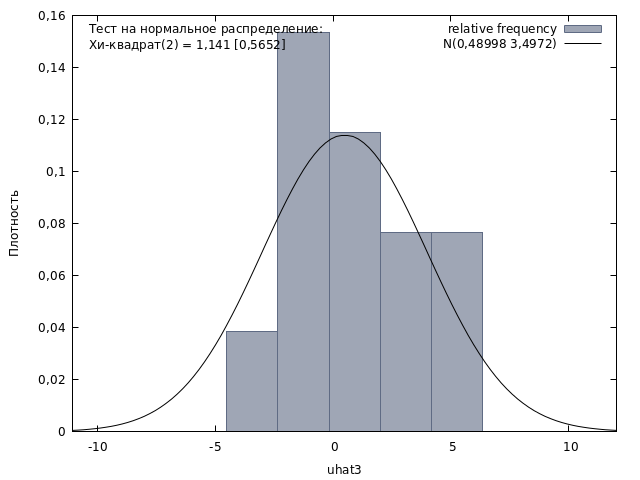 Тест на нормальное распределение:
Хи-квадрат(2) = 1,141 [0,5652]
relative frequency
N(0,48998 3,4972)
0,16
0,14
0,12
0,1
0,08
0,06
0,04
0,02
0
Плотность
-10
-5
0
5
10
uhat3